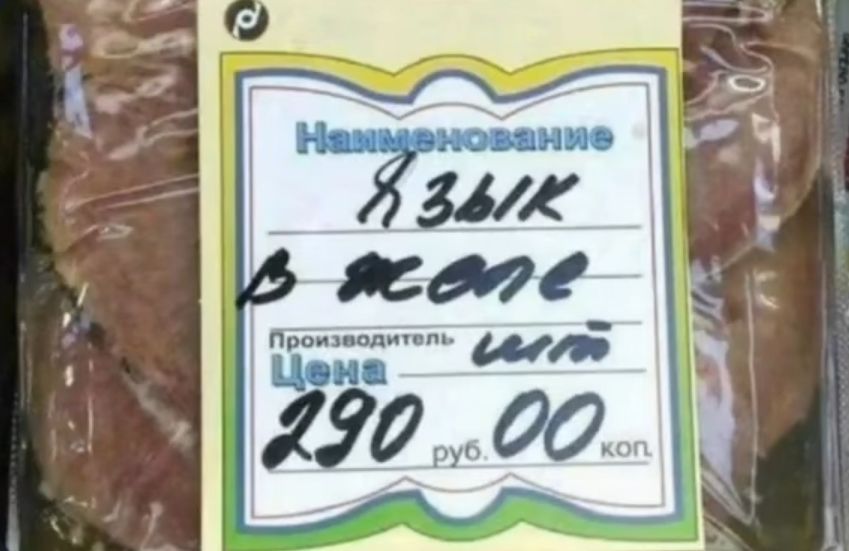 Наименование
Язык
в желе
Производитель шт
Цена
290 руб. 00 коп.